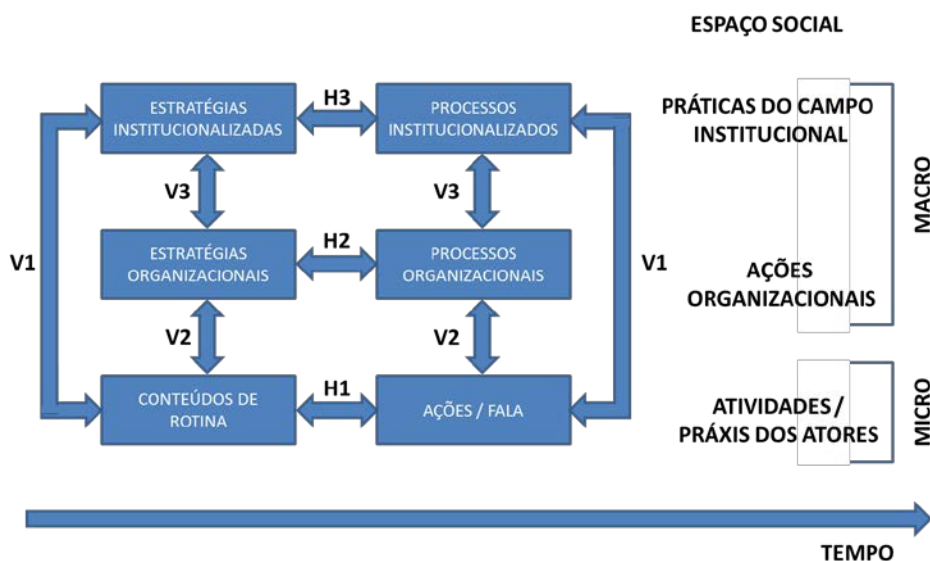 ESPAÇO SOCIAL
ESTRATÉGIAS
INSTITUCIONALIZADAS
H3
PROCESSOS
INSTITUCIONALIZADOS
PRÁTICAS DO CAMPO
INSTITUCIONAL
V3
V3
MACRO
V1
ESTRATÉGIAS
ORGANIZACIONAIS
H2
PROCESSOS
ORGANIZACIONAIS
V1
AÇÕES
ORGANIZACIONAIS
V2
V2
CONTEÚDOS DE
ROTINA
H1
AÇÕES / FALA
ATIVIDADES /
PRÁXIS DOS ATORES
MICRO
TEMPO